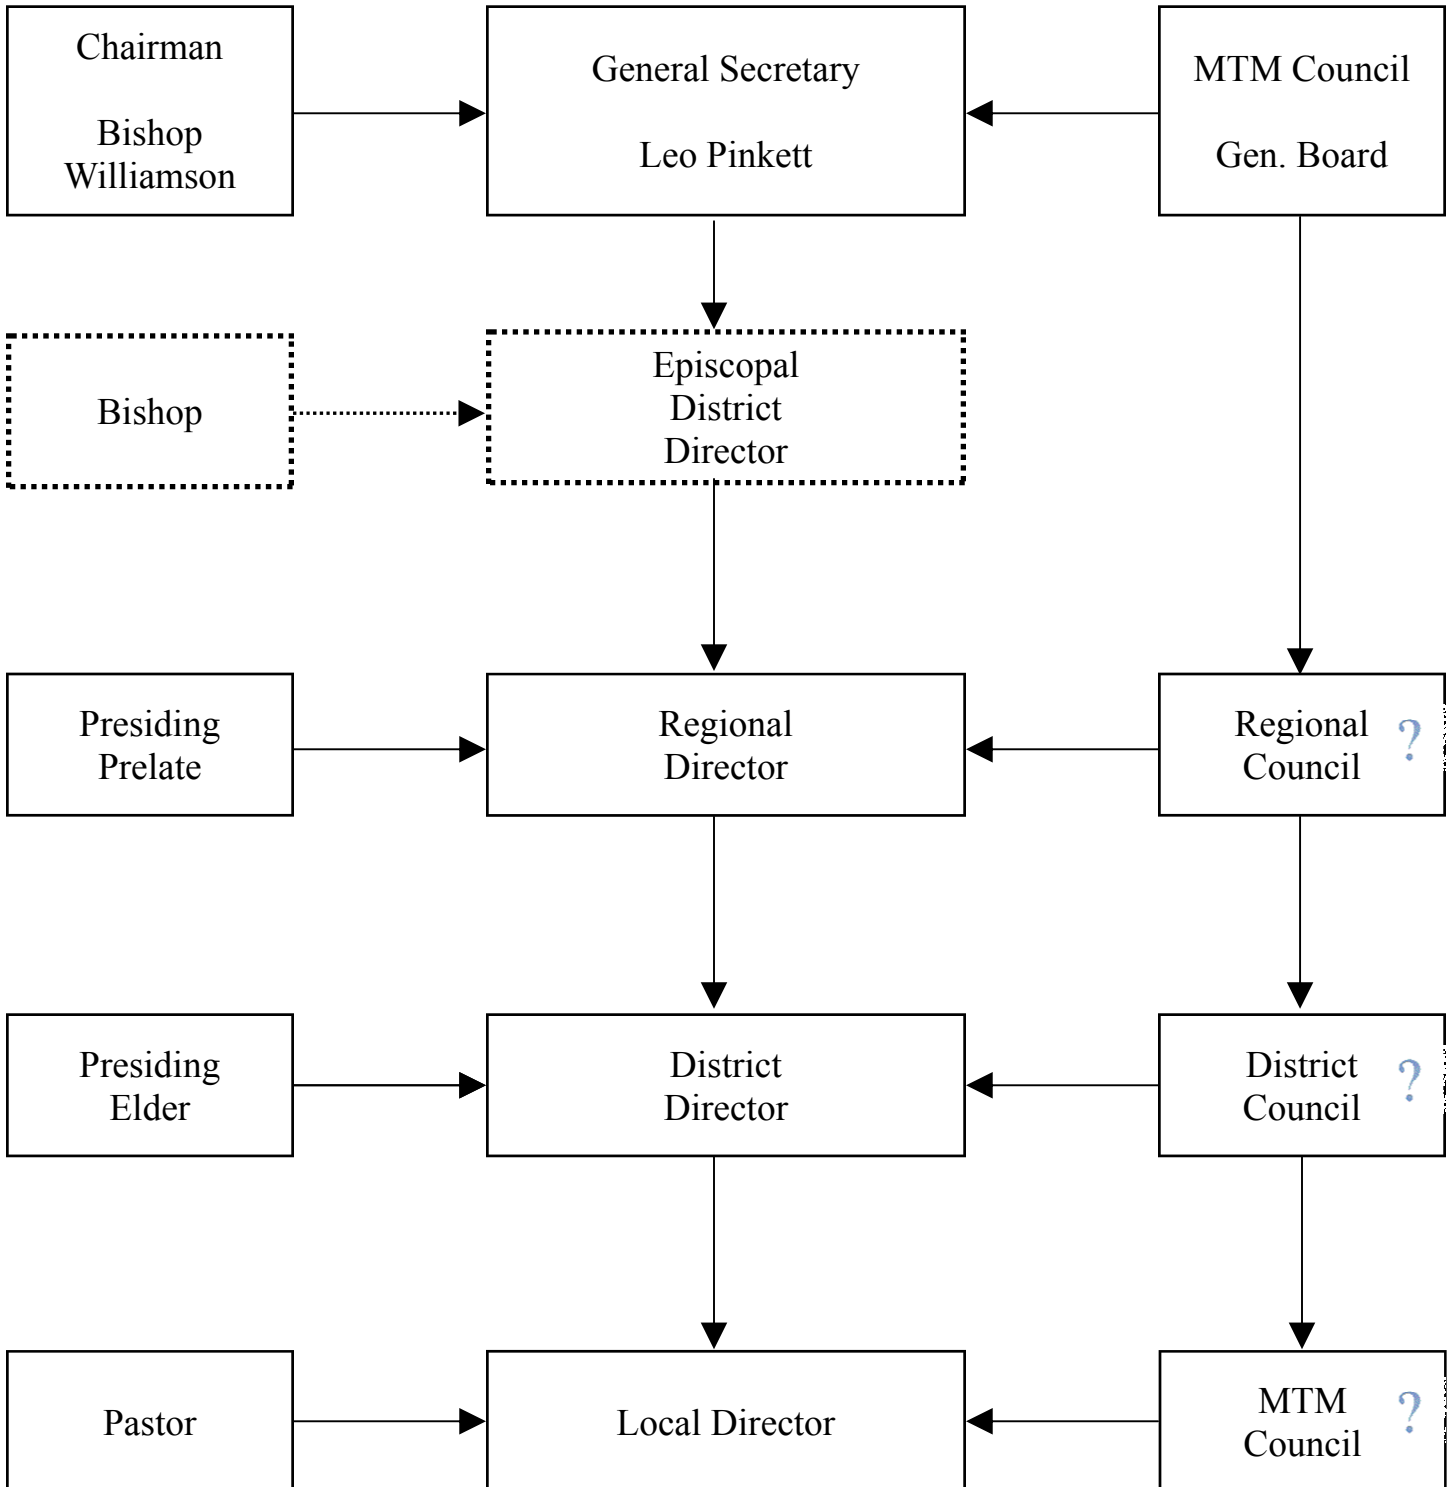 Chairman
Bishop
Williamson
General Secretary
Leo Pinkett
MTM Council
Gen. Board
Bishop
Episcopal
District
Director
Presiding
Prelate
Regional
Director
Regional
Council
?
Presiding
Elder
District
Director
District
Council
?
Pastor
Local Director
MTM
Council
?